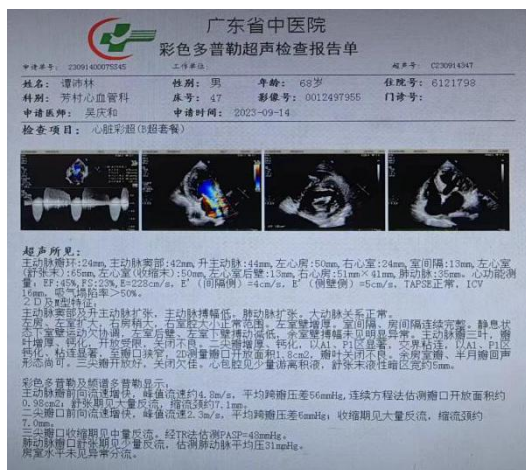 广东省中医院
彩色多普勒超声检查报告单
申请单号: 23091400075545 工作单位: 超声号: C230914347
姓名: 谭沛林 性别: 男 年龄: 68岁 住院号: 6121798
科别: 芳村心血管科 床号: 47 影像号: 0012497955 门诊号:
申请医师: 吴庆和 申请时间: 2023-09-14
检查项目: 心脏彩超(B超套餐)
超声所见:
主动脉瓣环:24mm,主动脉窦部:42mm,升主动脉:44mm,左心房:50mm,右心室:24mm,室间隔:13mm,左心室
(舒张末):65mm,左心室(收缩末):50mm,左心室后壁:13mm,右心房:51mm×41mm,肺动脉:35mm。心功能测
量: EF:45%,FS:23%,E=228cm/s, E'(间隔侧)=4cm/s, E'(侧壁侧)=5cm/s, TAPSE正常, ICV
16mm, 吸气塌陷率>50%。
2D及M型特征:
主动脉窦部及升主动脉扩张, 主动脉搏幅低, 肺动脉扩张, 大动脉关系正常。
左房、左室扩大, 右房稍大, 右室腔大小正常范围。左室壁增厚, 室间隔、房间隔连续完整, 静息状
态下室壁运动欠协调, 左室后壁、左室下壁搏动减低, 余室壁搏幅未见明显异常。主动脉瓣三叶, 瓣
叶增厚、钙化, 开放受限, 关闭不良。二尖瓣增厚、钙化, 以A1、P1区显著, 交界粘连, 以A1、P1区
钙化、粘连显著, 呈瓣口狭窄, 2D测量瓣口开放面积1.8cm2, 瓣叶关闭不良。余房室瓣、半月瓣回声
形态尚可。三尖瓣开放好, 关闭欠佳。心包腔见少量游离积液, 舒张末液性暗区宽约5mm。
彩色多普勒及频谱多普勒显示:
主动脉瓣前向流速增快, 峰值流速约4.8m/s, 平均跨瓣压差56mmHg,连续方程法估测瓣口开放面积约
0.98cm2; 舒张期见大量反流, 缩流颈约7.1mm。
二尖瓣口前向流速增快, 峰值流速2.3m/s, 平均跨瓣压差6mmHg; 收缩期见大量反流, 缩流颈约
7.0mm。
三尖瓣口收缩期见中量反流, 经TR法估测PASP=48mmHg。
肺动脉瓣口舒张期见少量反流, 估测肺动脉平均压31mmHg。
房室水平未见异常分流。